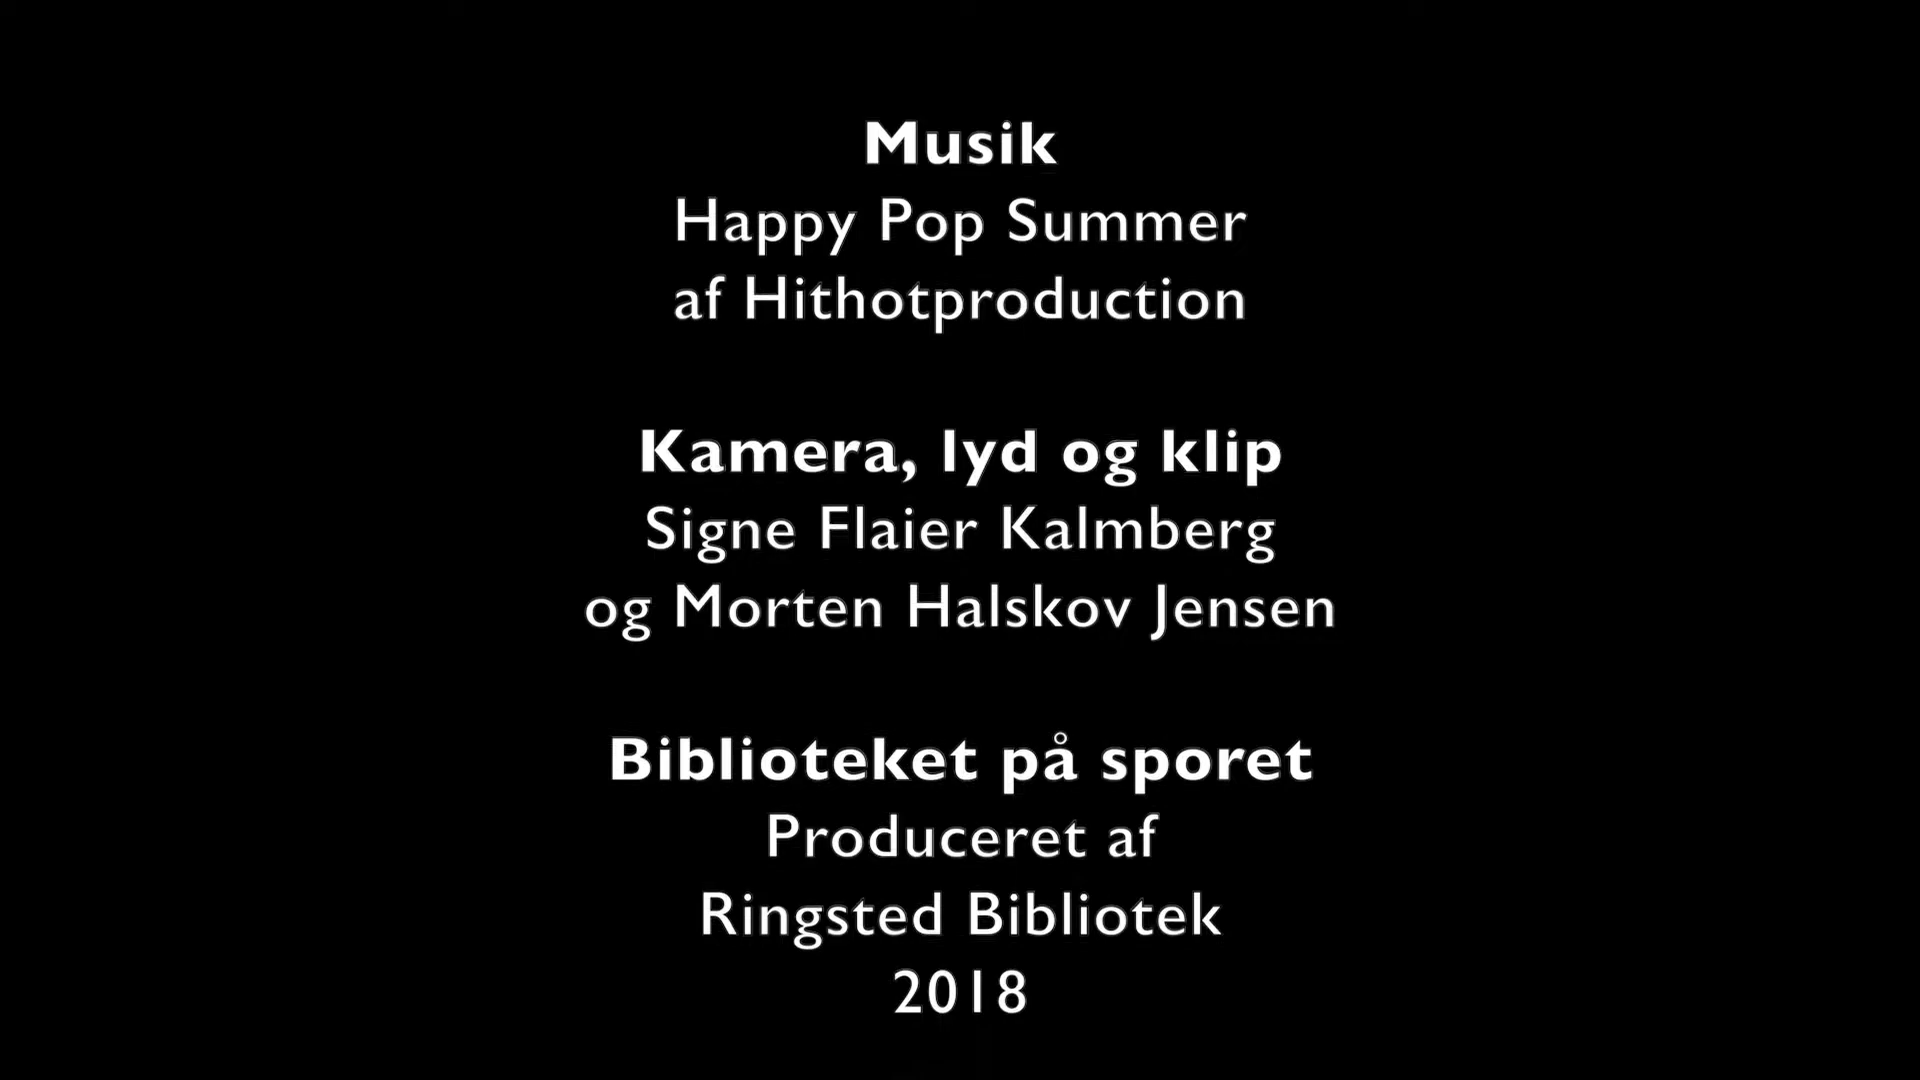 Musik
Happy Pop Summer
af Hithotproduction
Kamera, lyd og klip
Signe Flaier Kalmberg
og Morten Halskov Jensen
Biblioteket på sporet
Produceret af
Ringsted Bibliotek
2018